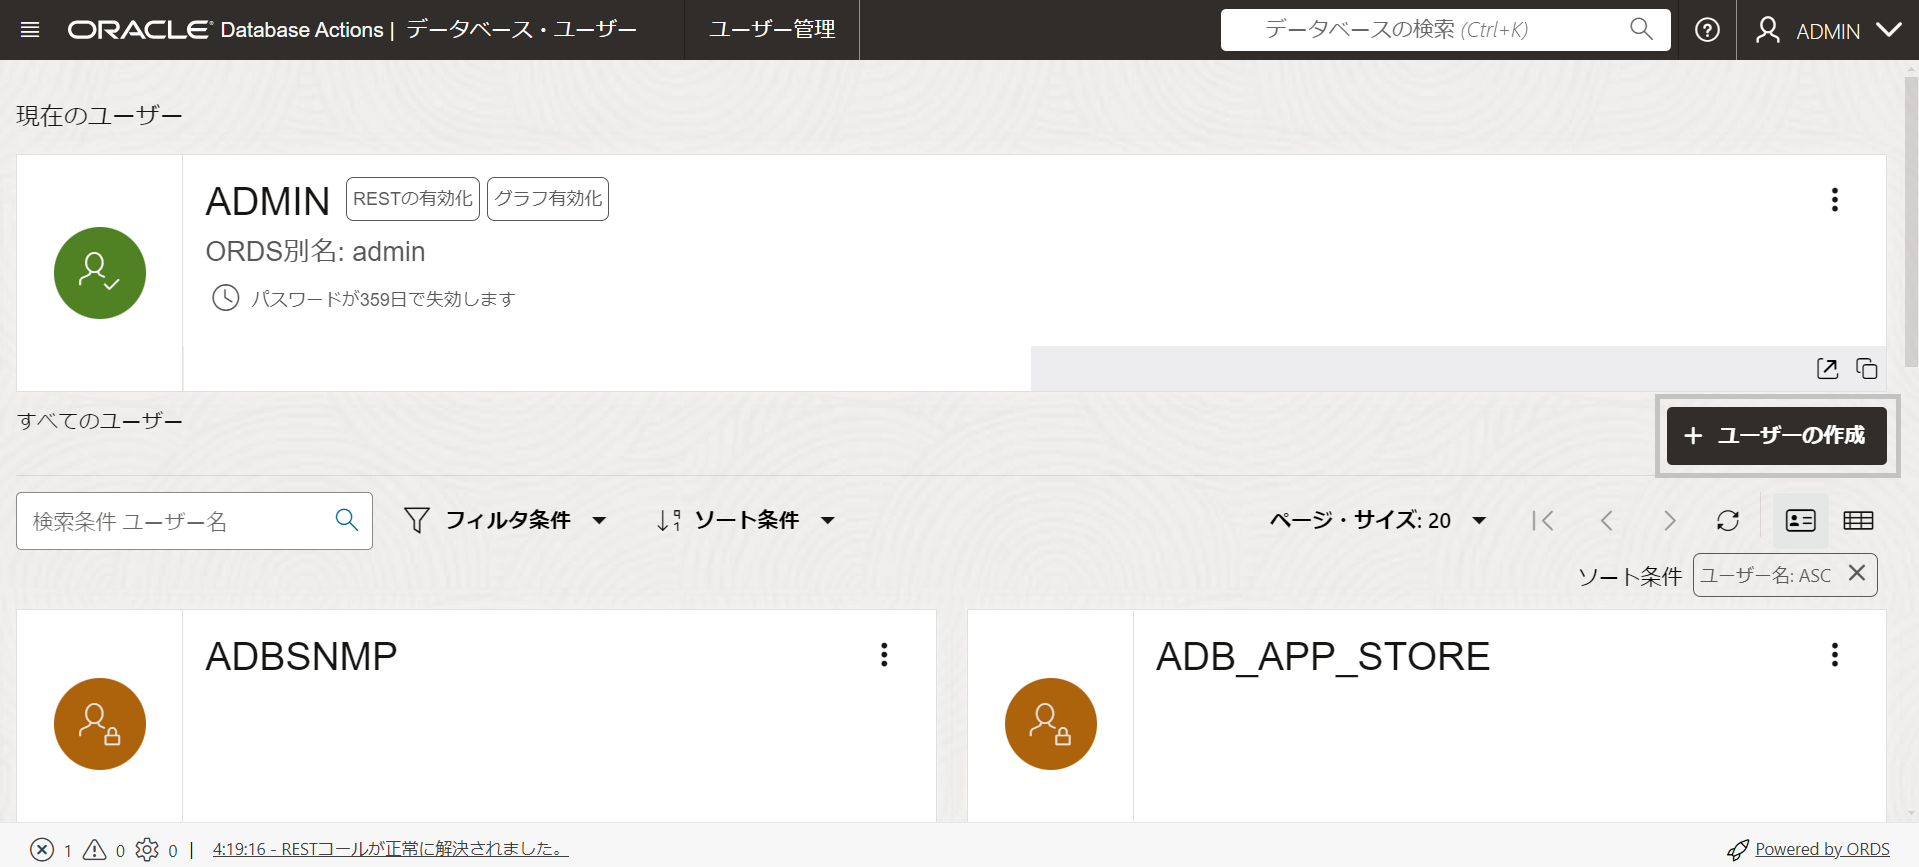 ORACLE Database Actions | データベース・ユーザー ユーザー管理 データベースの検索 (Ctrl+K) ADMIN
現在のユーザー
ADMIN RESTの有効化 グラフ有効化
ORDS別名: admin
パスワードが359日で失効します
すべてのユーザー
+ ユーザーの作成
検索条件 ユーザー名 フィルタ条件 ソート条件 ページ・サイズ: 20
ソート条件 ユーザー名: ASC
ADBSNMP ADB_APP_STORE
1 0 0 | 4:19:16 - RESTコールが正常に解決されました。 Powered by ORDS